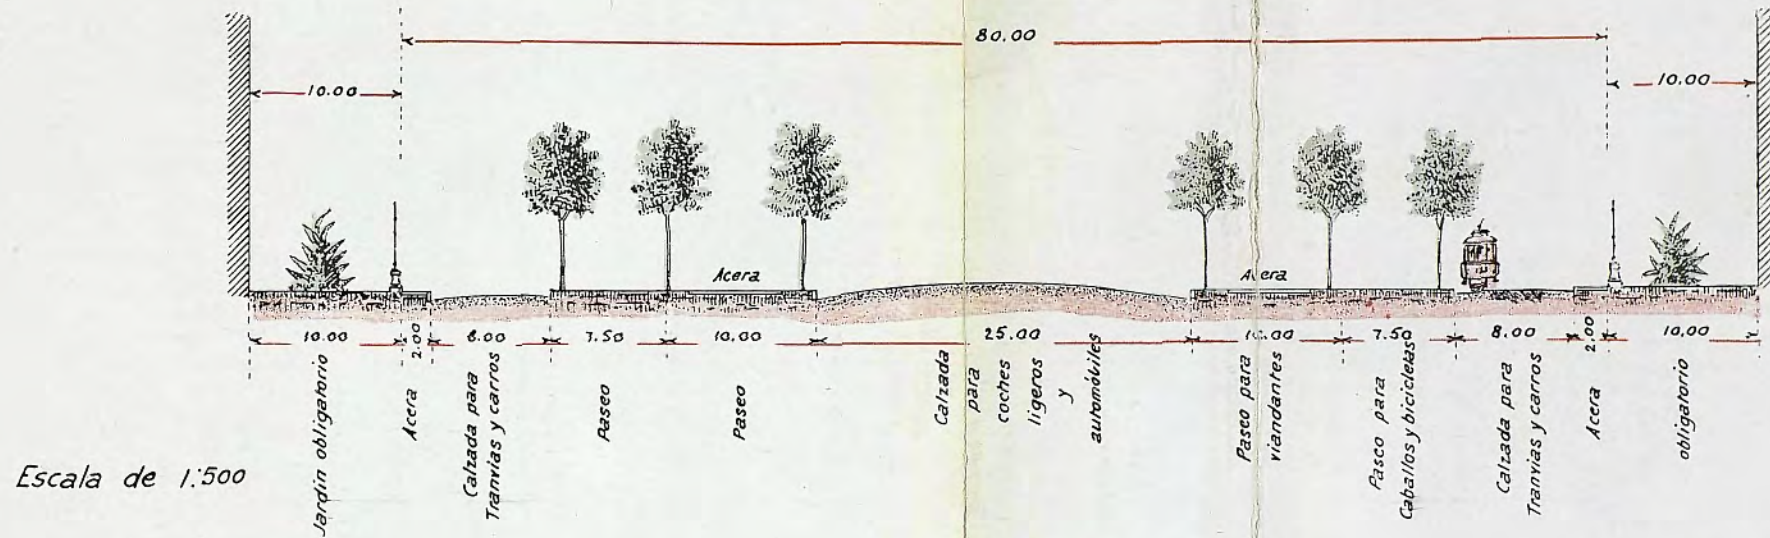 80.00
10.00
10.00
Acera
Acera
10.00
2.00
8.00
7.50
10.00
25.00
10.00
7.50
8.00
2.00
10.00
Jardín obligatorio
Acera
Calzada para
Tranvias y carros
Paseo
Paseo
Calzada
para
coches
ligeros
y
automóviles
Paseo para
viandantes
Paseo para
Caballos y bicicletas
Calzada para
Tranvias y carros
Acera
obligatorio
Escala de 1:500